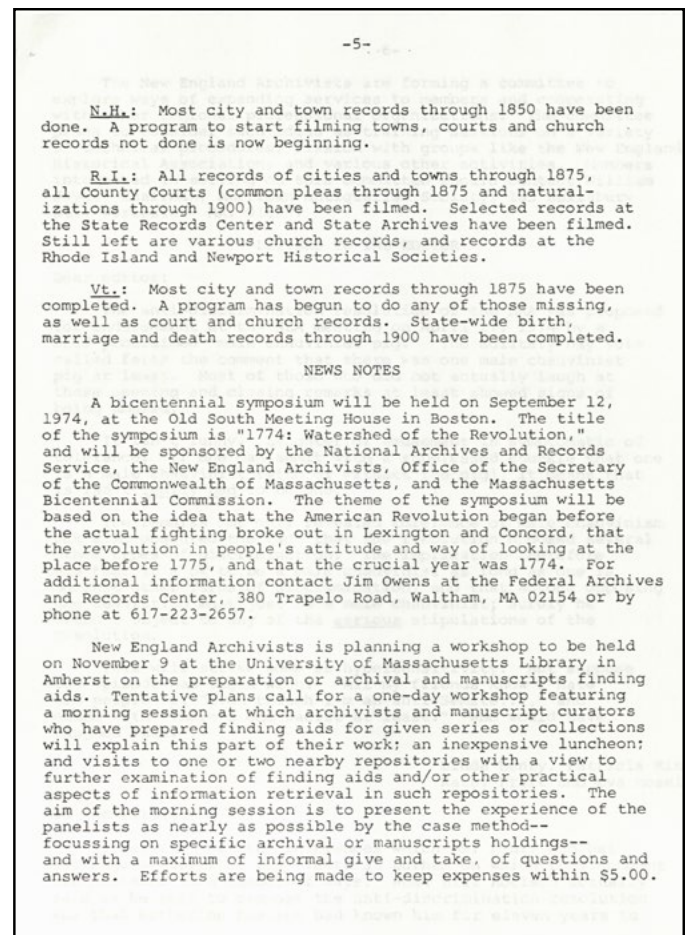 -5-
N.H.: Most city and town records through 1850 have been
done. A program to start filming towns, courts and church
records not done is now beginning.
R.I.: All records of cities and towns through 1875,
all County Courts (common pleas through 1875 and natural-
izations through 1900) have been filmed. Selected records at
the State Records Center and State Archives have been filmed.
Still left are various church records, and records at the
Rhode Island and Newport Historical Societies.
Vt.: Most city and town records through 1875 have been
completed. A program has begun to do any of those missing,
as well as court and church records. State-wide birth,
marriage and death records through 1900 have been completed.
NEWS NOTES
A bicentennial symposium will be held on September 12,
1974, at the Old South Meeting House in Boston. The title
of the symposium is "1774: Watershed of the Revolution,"
and will be sponsored by the National Archives and Records
Service, the New England Archivists, Office of the Secretary
of the Commonwealth of Massachusetts, and the Massachusetts
Bicentennial Commission. The theme of the symposium will be
based on the idea that the American Revolution began before
the actual fighting broke out in Lexington and Concord, that
the revolution in people's attitude and way of looking at the
place before 1775, and that the crucial year was 1774. For
additional information contact Jim Owens at the Federal Archives
and Records Center, 380 Trapelo Road, Waltham, MA 02154 or by
phone at 617-223-2657.
New England Archivists is planning a workshop to be held
on November 9 at the University of Massachusetts Library in
Amherst on the preparation or archival and manuscripts finding
aids. Tentative plans call for a one-day workshop featuring
a morning session at which archivists and manuscript curators
who have prepared finding aids for given series or collections
will explain this part of their work; an inexpensive luncheon;
and visits to one or two nearby repositories with a view to
further examination of finding aids and/or other practical
aspects of information retrieval in such repositories. The
aim of the morning session is to present the experience of the
panelists as nearly as possible by the case method--
focussing on specific archival or manuscripts holdings--
and with a maximum of informal give and take, of questions and
answers. Efforts are being made to keep expenses within $5.00.